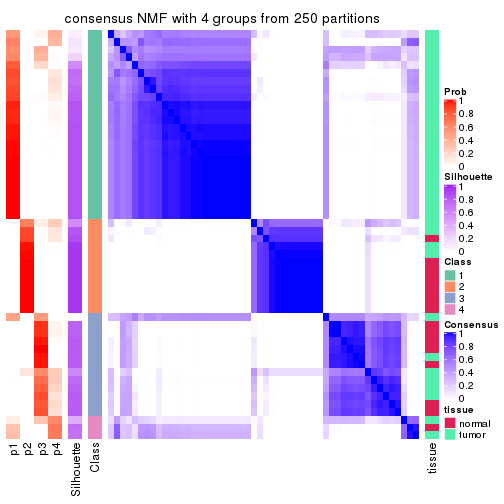 consensus NMF with 4 groups from 250 partitions
Prob
1
0.8
0.6
0.4
0.2
0
Silhouette
1
0.8
0.6
0.4
0.2
0
Class
1
2
3
4
Consensus
1
0.8
0.6
0.4
0.2
0
tissue
normal
tumor
p1
p2
p3
p4
Silhouette
Class
tissue